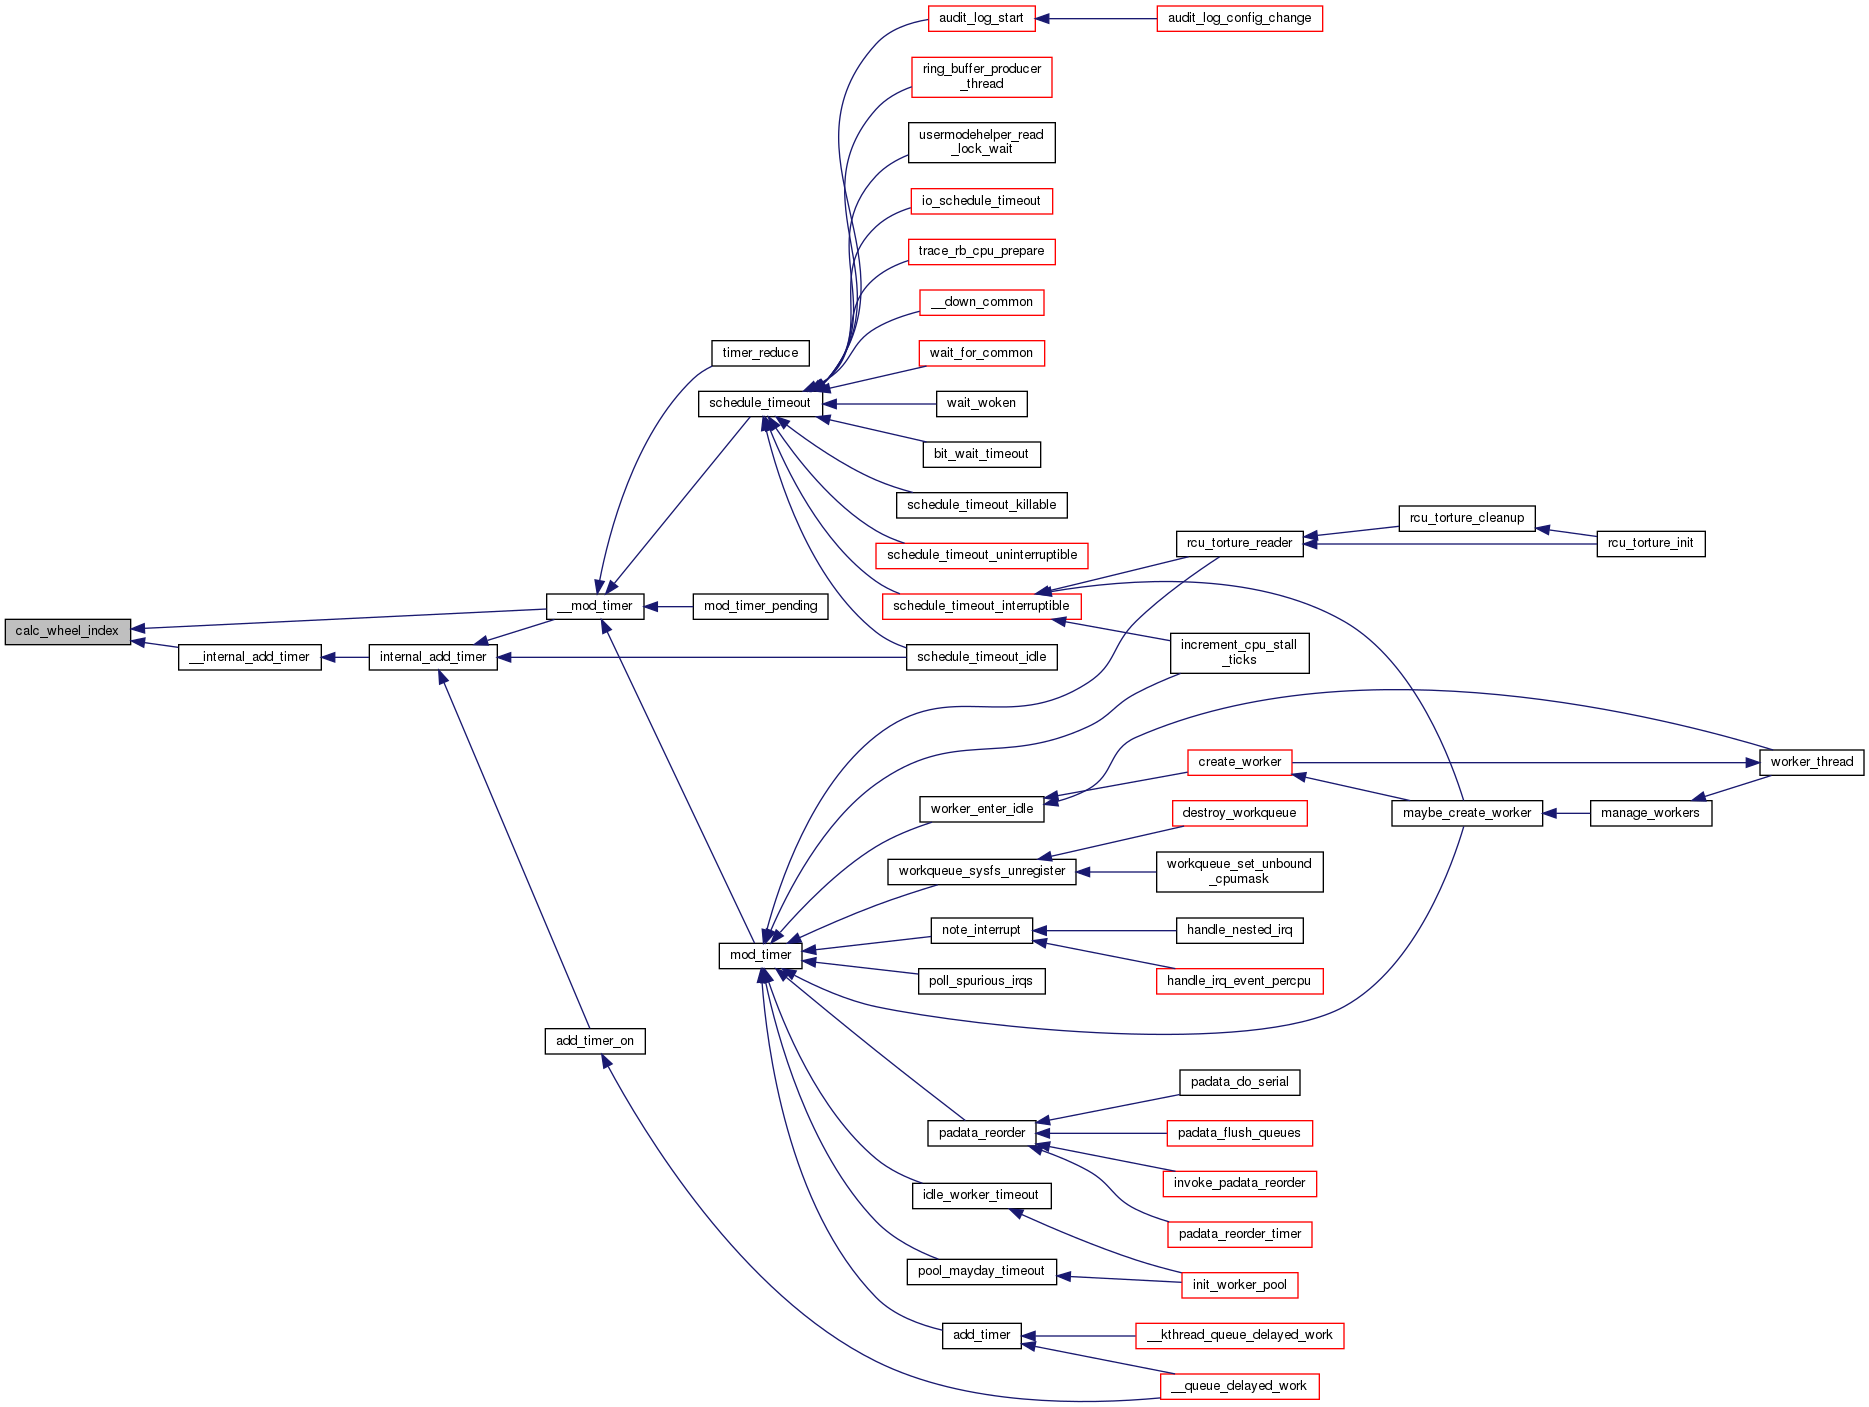 audit_log_start
audit_log_config_change
ring_buffer_producer
_thread
usermodehelper_read
_lock_wait
io_schedule_timeout
trace_rb_cpu_prepare
__down_common
timer_reduce
wait_for_common
schedule_timeout
wait_woken
bit_wait_timeout
schedule_timeout_killable
rcu_torture_cleanup
schedule_timeout_uninterruptible
rcu_torture_reader
rcu_torture_init
__mod_timer
mod_timer_pending
schedule_timeout_interruptible
calc_wheel_index
__internal_add_timer
internal_add_timer
schedule_timeout_idle
increment_cpu_stall
_ticks
create_worker
worker_thread
worker_enter_idle
destroy_workqueue
maybe_create_worker
manage_workers
workqueue_sysfs_unregister
workqueue_set_unbound
_cpumask
note_interrupt
handle_nested_irq
mod_timer
poll_spurious_irqs
handle_irq_event_percpu
add_timer_on
padata_do_serial
padata_reorder
padata_flush_queues
invoke_padata_reorder
idle_worker_timeout
padata_reorder_timer
pool_mayday_timeout
init_worker_pool
add_timer
__kthread_queue_delayed_work
__queue_delayed_work